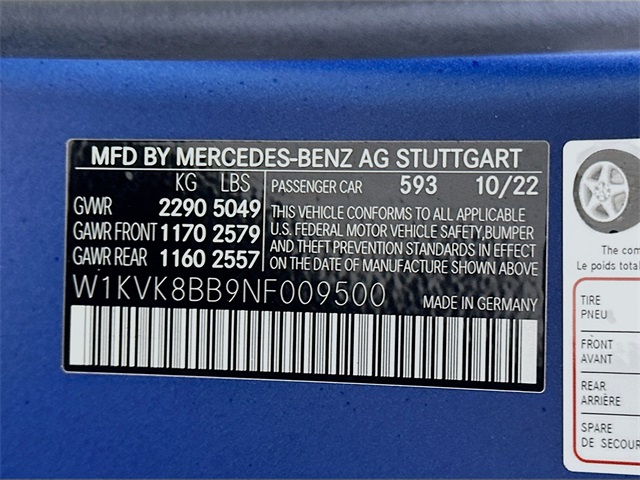 MFD BY MERCEDES-BENZ AG STUTTGART
KG LBS PASSENGER CAR 593 10/22
GVWR 2290 5049
GAWR FRONT 1170 2579
GAWR REAR 1160 2557
THIS VEHICLE CONFORMS TO ALL APPLICABLE
U.S. FEDERAL MOTOR VEHICLE SAFETY, BUMPER
AND THEFT PREVENTION STANDARDS IN EFFECT
ON THE DATE OF MANUFACTURE SHOWN ABOVE.
W1KVK8BB9NF009500 MADE IN GERMANY
The com
Le poids total
TIRE
PNEU
FRONT
AVANT
REAR
ARRIÈRE
SPARE
DE SECOUR